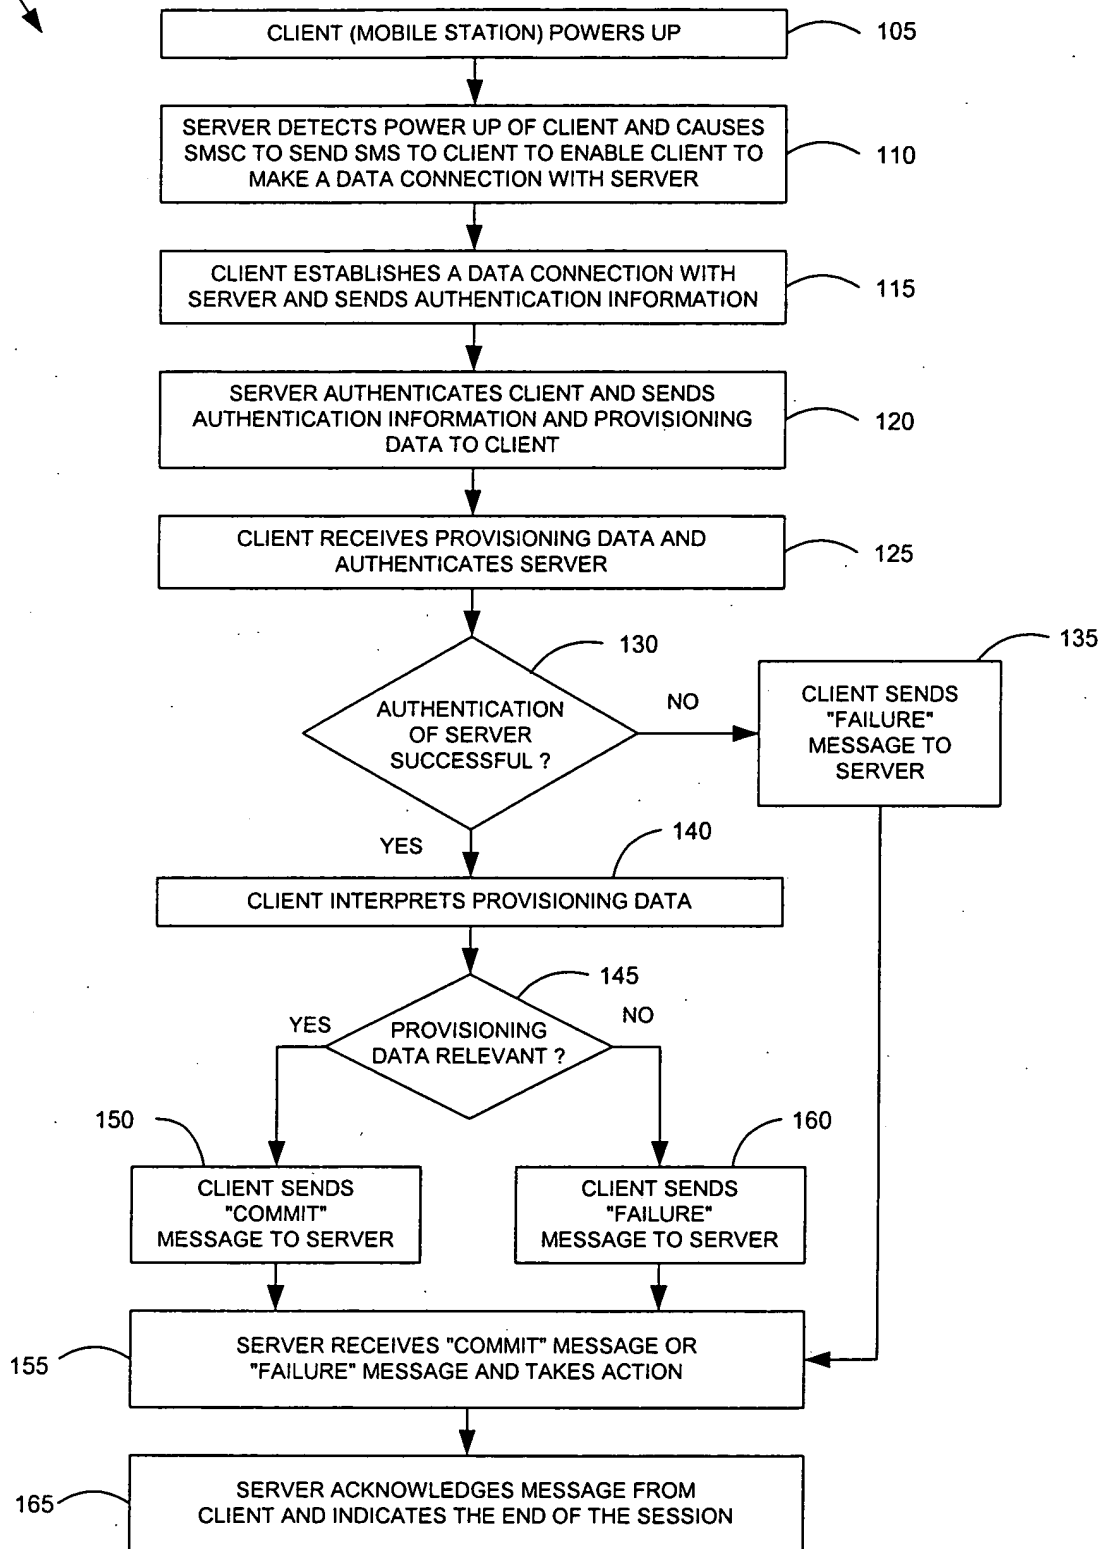 CLIENT (MOBILE STATION) POWERS UP
105
SERVER DETECTS POWER UP OF CLIENT AND CAUSES
SMSC TO SEND SMS TO CLIENT TO ENABLE CLIENT TO
MAKE A DATA CONNECTION WITH SERVER
110
CLIENT ESTABLISHES A DATA CONNECTION WITH
SERVER AND SENDS AUTHENTICATION INFORMATION
115
SERVER AUTHENTICATES CLIENT AND SENDS
AUTHENTICATION INFORMATION AND PROVISIONING
DATA TO CLIENT
120
CLIENT RECEIVES PROVISIONING DATA AND
AUTHENTICATES SERVER
125
130
AUTHENTICATION
OF SERVER
SUCCESSFUL ?
NO
135
CLIENT SENDS
"FAILURE"
MESSAGE TO
SERVER
YES
140
CLIENT INTERPRETS PROVISIONING DATA
145
PROVISIONING
DATA RELEVANT ?
YES
NO
150
CLIENT SENDS
"COMMIT"
MESSAGE TO SERVER
160
CLIENT SENDS
"FAILURE"
MESSAGE TO SERVER
155
SERVER RECEIVES "COMMIT" MESSAGE OR
"FAILURE" MESSAGE AND TAKES ACTION
165
SERVER ACKNOWLEDGES MESSAGE FROM
CLIENT AND INDICATES THE END OF THE SESSION